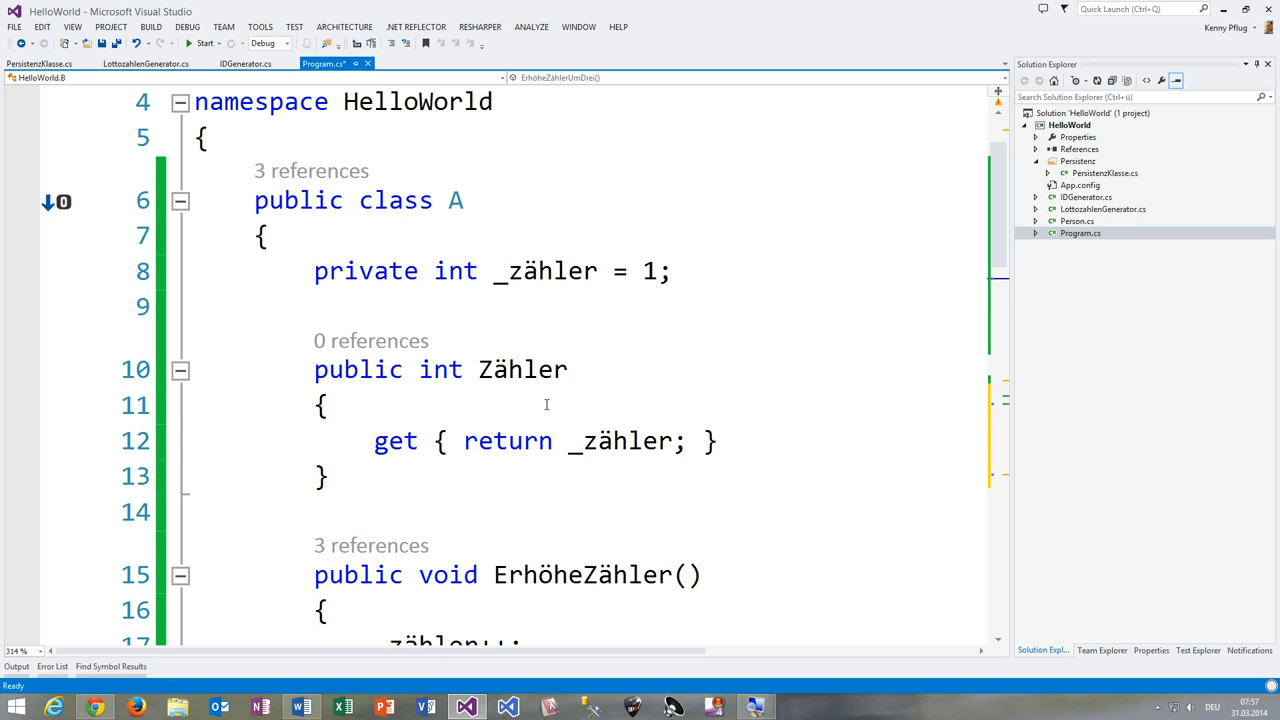 HelloWorld - Microsoft Visual Studio
Quick Launch (Ctrl+Q)
FILE EDIT VIEW PROJECT BUILD DEBUG TEAM TOOLS TEST ARCHITECTURE .NET REFLECTOR RESHARPER ANALYZE WINDOW HELP
Kenny Pflug
Start Debug
PersistenzKlasse.cs LottozahlenGenerator.cs IDGenerator.cs Program.cs*
HelloWorld.B ErhöheZählerUmDrei()
4 namespace HelloWorld
5 {
3 references
6 public class A
7 {
8 private int _zähler = 1;
9
0 references
10 public int Zähler
11 {
12 get { return _zähler; }
13 }
14
3 references
15 public void ErhöheZähler()
16 {
17 _zähler++;
314 %
Solution Explorer
Search Solution Explorer (Ctrl+ü)
Solution 'HelloWorld' (1 project)
HelloWorld
Properties
References
Persistenz
PersistenzKlasse.cs
App.config
IDGenerator.cs
LottozahlenGenerator.cs
Person.cs
Program.cs
Solution Expl... Team Explorer Properties Test Explorer Notifications
Output Error List Find Symbol Results
Ready
DEU
07:57
31.03.2014